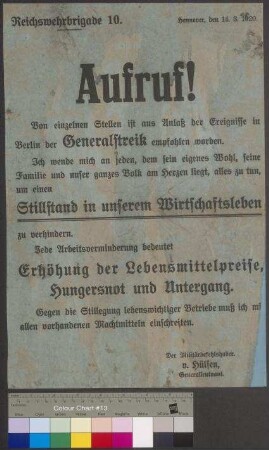 Reichswehrbrigade 10.
Hannover, den 15. 3. 1920.
Aufruf!
Von einzelnen Stellen ist aus Anlaß der Ereignisse in
Berlin der Generalstreik empfohlen worden.
Ich wende mich an jeden, dem sein eigenes Wohl, seine
Familie und unser ganzes Volk am Herzen liegt, alles zu tun,
um einen
Stillstand in unserem Wirtschaftsleben
zu verhindern.
Jede Arbeitsverminderung bedeutet
Erhöhung der Lebensmittelpreise,
Hungersnot und Untergang.
Gegen die Stillegung lebenswichtiger Betriebe muß ich mit
allen vorhandenen Machtmitteln einschreiten.
Der Militärbefehlshaber.
v. Hülsen,
Generalleutnant.
Colour Chart #13